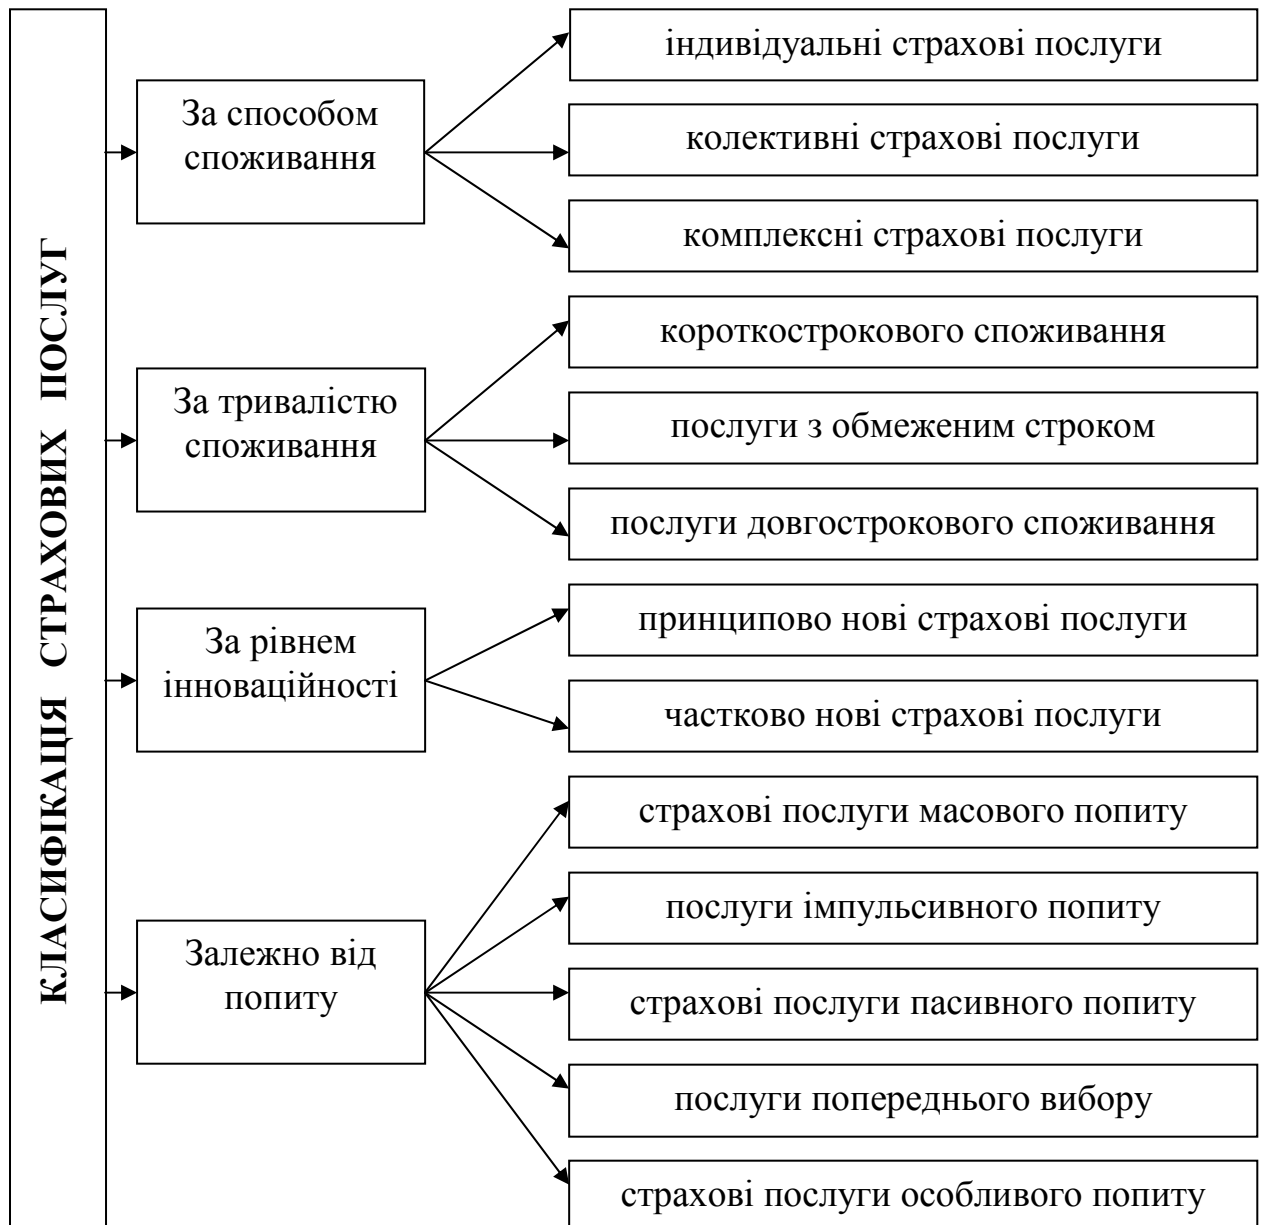 КЛАСИФІКАЦІЯ СТРАХОВИХ ПОСЛУГ
За способом
споживання
індивідуальні страхові послуги
колективні страхові послуги
комплексні страхові послуги
За тривалістю
споживання
короткострокового споживання
послуги з обмеженим строком
послуги довгострокового споживання
За рівнем
інноваційності
принципово нові страхові послуги
частково нові страхові послуги
Залежно від
попиту
страхові послуги масового попиту
послуги імпульсивного попиту
страхові послуги пасивного попиту
послуги попереднього вибору
страхові послуги особливого попиту